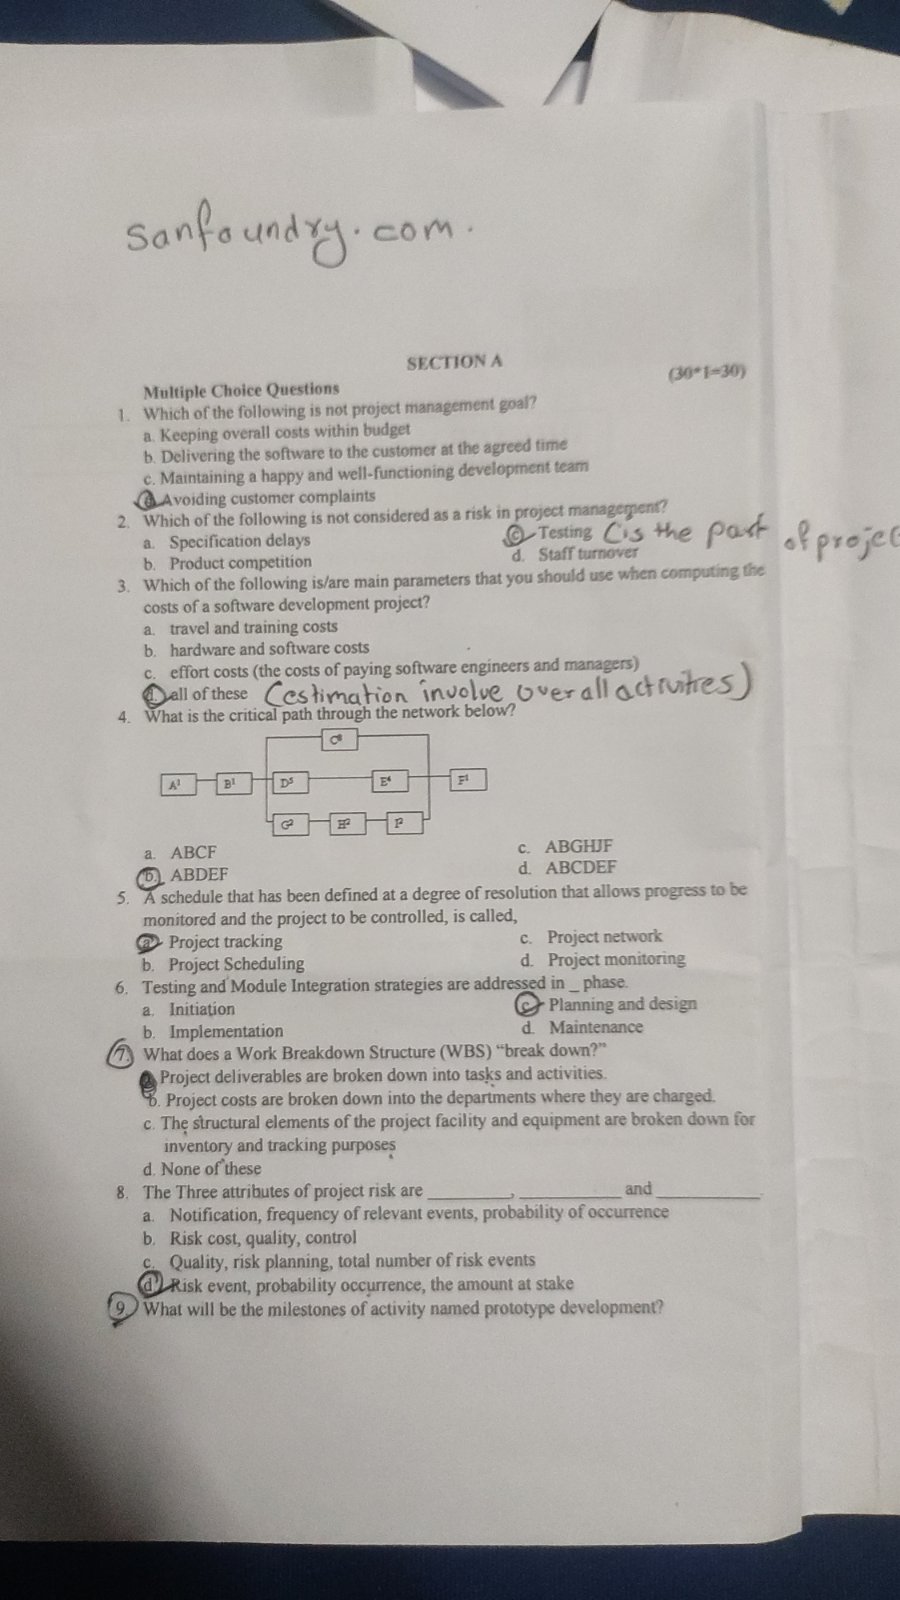 sanfoundry.com.
SECTION A
(30*1=30)
Multiple Choice Questions
1. Which of the following is not project management goal?
a. Keeping overall costs within budget
b. Delivering the software to the customer at the agreed time
c. Maintaining a happy and well-functioning development team
d Avoiding customer complaints
2. Which of the following is not considered as a risk in project management?
a. Specification delays
c. Testing (is the part of projec
b. Product competition
d. Staff turnover
3. Which of the following is/are main parameters that you should use when computing the
costs of a software development project?
a. travel and training costs
b. hardware and software costs
c. effort costs (the costs of paying software engineers and managers)
d. all of these (estimation involve over all activities)
4. What is the critical path through the network below?
C⁸
A¹ B¹ D⁵ E⁶ F¹
G² H² I²
a. ABCF
c. ABGHJF
b. ABDEF
d. ABCDEF
5. A schedule that has been defined at a degree of resolution that allows progress to be
monitored and the project to be controlled, is called,
a. Project tracking
c. Project network
b. Project Scheduling
d. Project monitoring
6. Testing and Module Integration strategies are addressed in _ phase.
a. Initiation
c. Planning and design
b. Implementation
d. Maintenance
7. What does a Work Breakdown Structure (WBS) “break down?”
a. Project deliverables are broken down into tasks and activities.
b. Project costs are broken down into the departments where they are charged.
c. The structural elements of the project facility and equipment are broken down for
inventory and tracking purposes
d. None of these
8. The Three attributes of project risk are _________, ___________ and ___________.
a. Notification, frequency of relevant events, probability of occurrence
b. Risk cost, quality, control
c. Quality, risk planning, total number of risk events
d. Risk event, probability occurrence, the amount at stake
9. What will be the milestones of activity named prototype development?